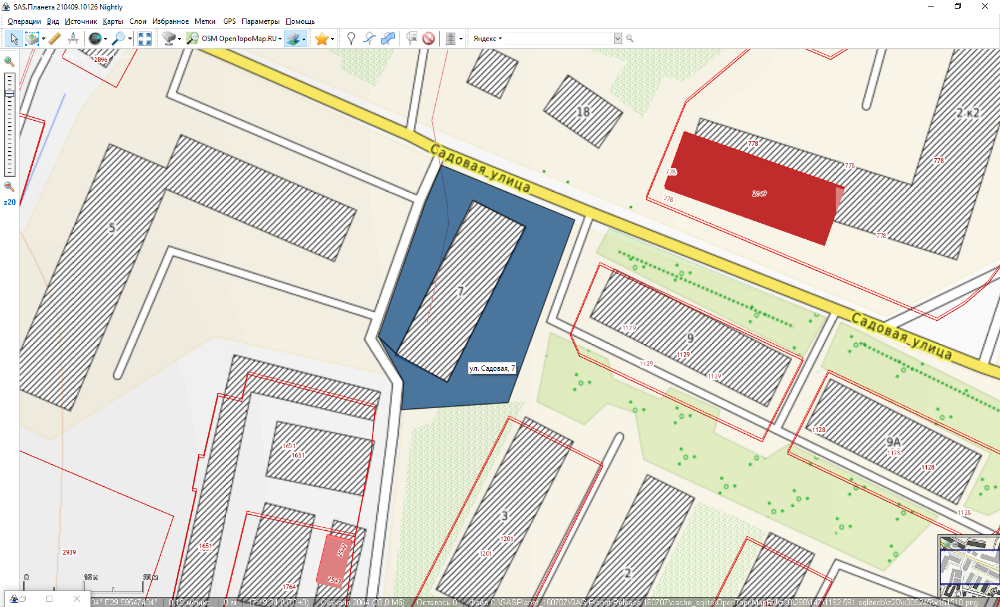 SAS.Планета 210409.10126 Nightly
Операции Вид Источник Карты Слои Избранное Метки GPS Параметры Помощь
OSM OpenTopoMap.RU
Яндекс
2896
18
2 к2
778
778
778
778
778
778
2149
Садовая улица
5
z20
7
ул. Садовая, 7
9
1129
1129
1129
1129
Садовая улица
9А
1128
1128
1128
1128
1651
1651
1651
3
1201
1201
2
2939
2542
2543
1764
0 15 м 30 м
34° E29.59547434° 0,15 м/пикс. 0 м 17:19:34 (UTC+3) Скачано 2064 (28,8 Мб) Осталось 0 Файл C:\SASPlanet_160707\SAS.Planet.Release.160707\cache_sqlite\OpenTopoMapRU\z20\298\147\1192.591.sqlitedb\z20\x305245\y151510.png